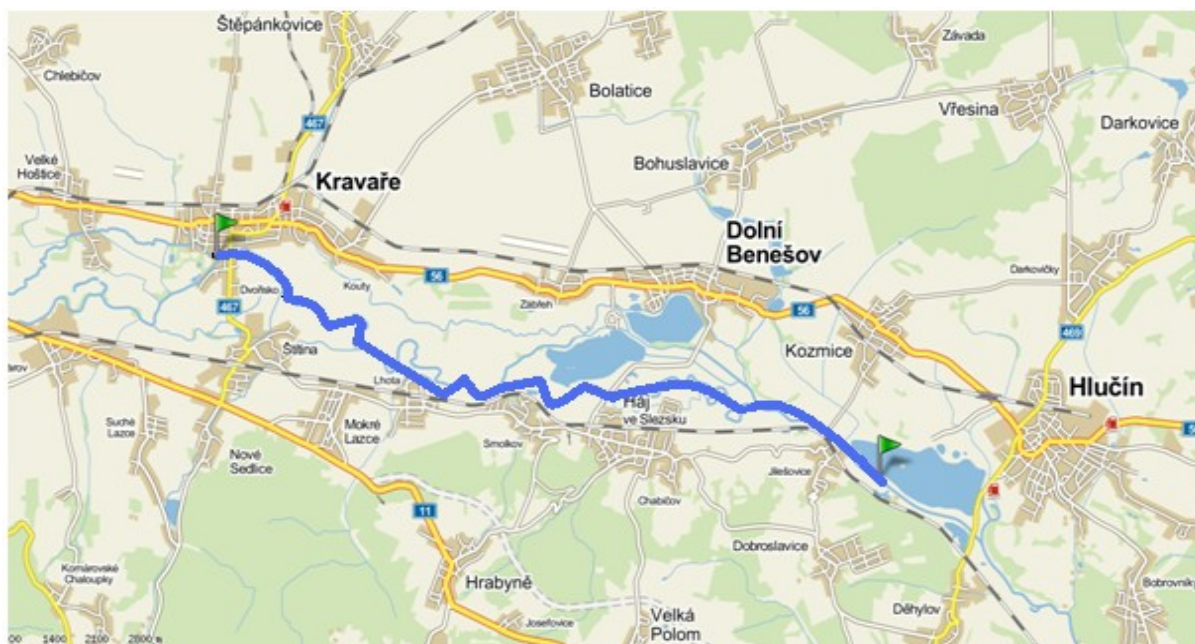 Štěpánkovice
Závada
Chlebičov
Bolatice
Vřesina
Darkovice
467
Bohuslavice
Velké
Hoštice
Kravaře
Dolní
Benešov
Darkovičky
56
Kouty
Dvořisko
Zábřeh
467
56
469
Štítina
Kozmice
Hlučín
Lhota
Háj
ve Slezsku
Suché
Lazce
Mokré
Lazce
Smolkov
Nové
Sedlice
Jilešovice
Chabičov
11
Dobroslavice
Komárovské
Chaloupky
Hrabyně
Bobrovníky
Josefovice
Velká
Polom
Děhylov
1400 2100 2800 m